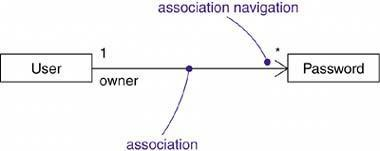 association navigation
1
*
User
Password
owner
association